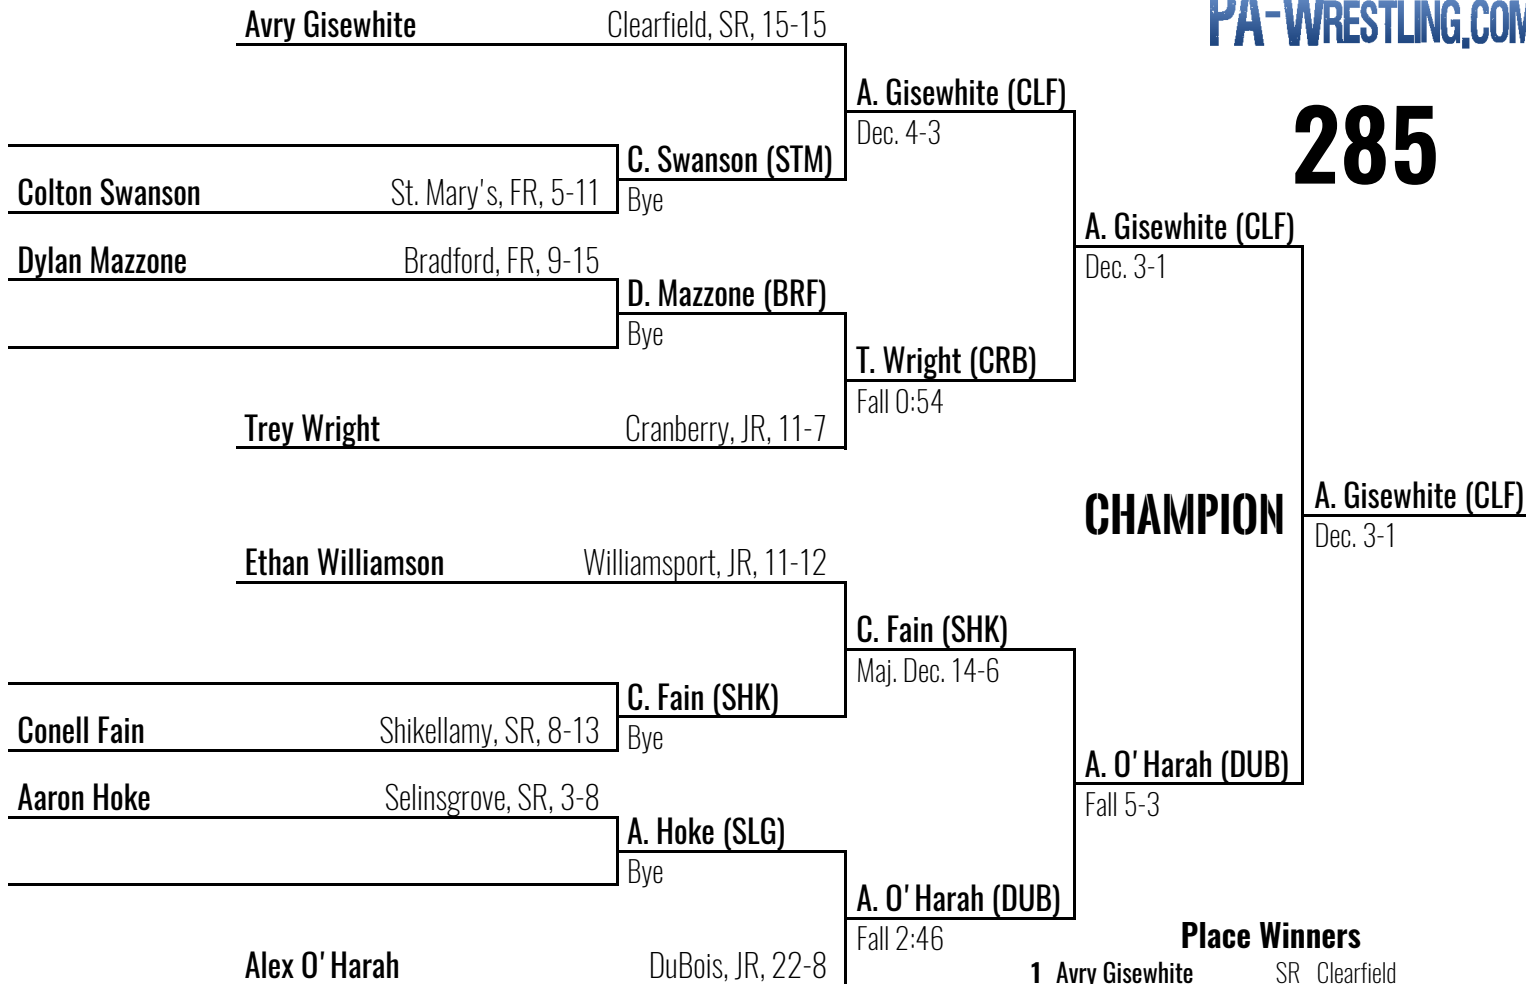 PA-WRESTLING.COM
Avry Gisewhite Clearfield, SR, 15-15
A. Gisewhite (CLF)
Dec. 4-3
285
C. Swanson (STM)
Colton Swanson St. Mary's, FR, 5-11
Bye
A. Gisewhite (CLF)
Dylan Mazzone Bradford, FR, 9-15
Dec. 3-1
D. Mazzone (BRF)
Bye
T. Wright (CRB)
Fall 0:54
Trey Wright Cranberry, JR, 11-7
CHAMPION
A. Gisewhite (CLF)
Dec. 3-1
Ethan Williamson Williamsport, JR, 11-12
C. Fain (SHK)
Maj. Dec. 14-6
C. Fain (SHK)
Conell Fain Shikellamy, SR, 8-13
Bye
A. O'Harah (DUB)
Aaron Hoke Selinsgrove, SR, 3-8
Fall 5-3
A. Hoke (SLG)
Bye
A. O'Harah (DUB)
Fall 2:46
Place Winners
Alex O'Harah DuBois, JR, 22-8
1 Avry Gisewhite SR Clearfield